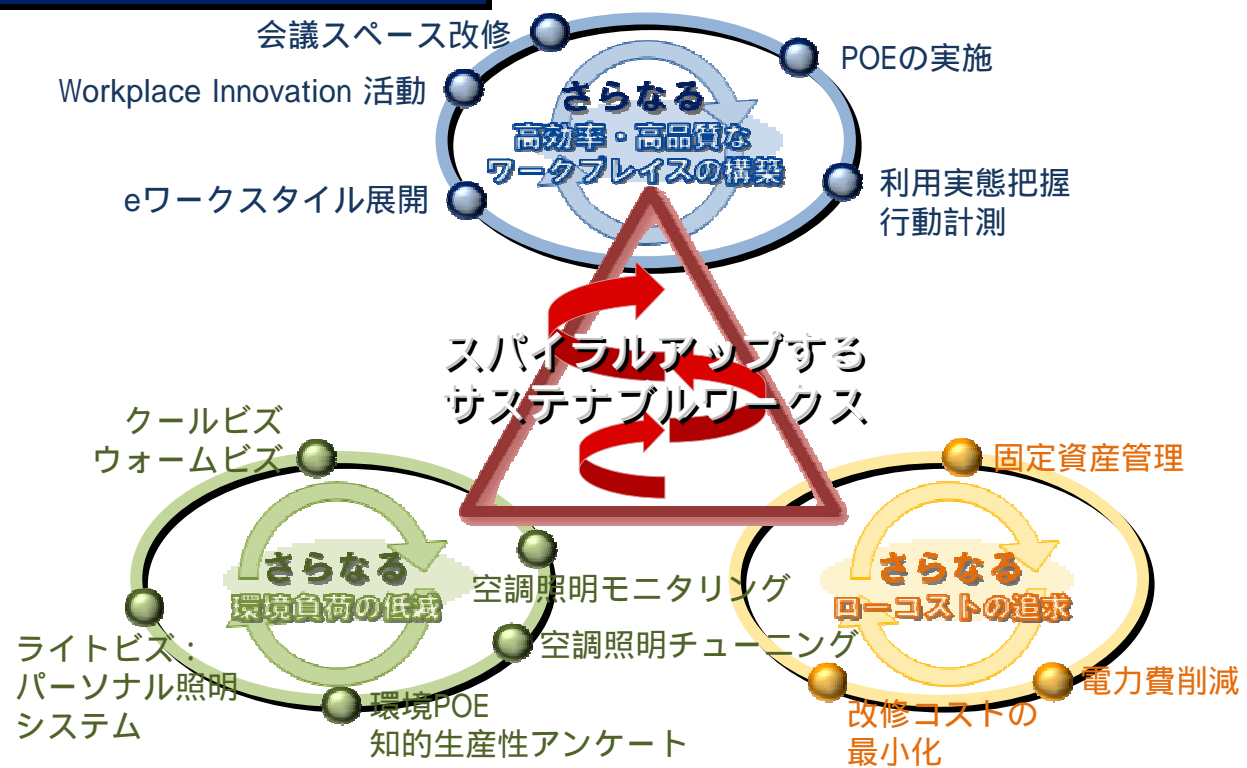 会議スペース改修
POEの実施
Workplace Innovation 活動
さらなる
高効率・高品質な
ワークプレイスの構築
eワークスタイル展開
利用実態把握
行動計測
スパイラルアップする
サステナブルワークス
クールビズ
ウォームビズ
さらなる
環境負荷の低減
空調照明モニタリング
空調照明チューニング
ライトビズ：
パーソナル照明
システム
環境POE
知的生産性アンケート
固定資産管理
さらなる
ローコストの追求
電力費削減
改修コストの
最小化